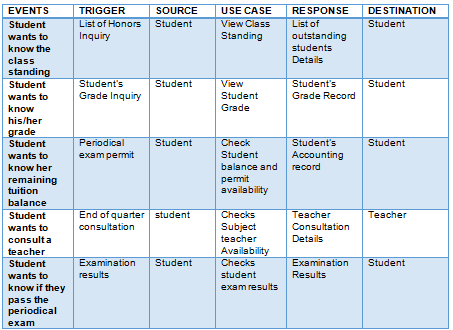 EVENTS TRIGGER SOURCE USE CASE RESPONSE DESTINATION
Student List of Honors Student View Class List of Student
wants to Inquiry Standing outstanding
know the students
class Details
standing
Student Student's Student View Student's Student
wants to Grade Inquiry Student Grade Record
know Grade
his/her
grade
Student Periodical Student Check Student's Student
wants to exam permit Student Accounting
know her balance and record
remaining permit
tuition availability
balance
Student End of quarter student Checks Teacher Teacher
wants to consultation Subject Consultation
consult a teacher Details
teacher Availability
Student Examination Student Checks Examination Student
wants to results student Results
know if they exam results
pass the
periodical
exam